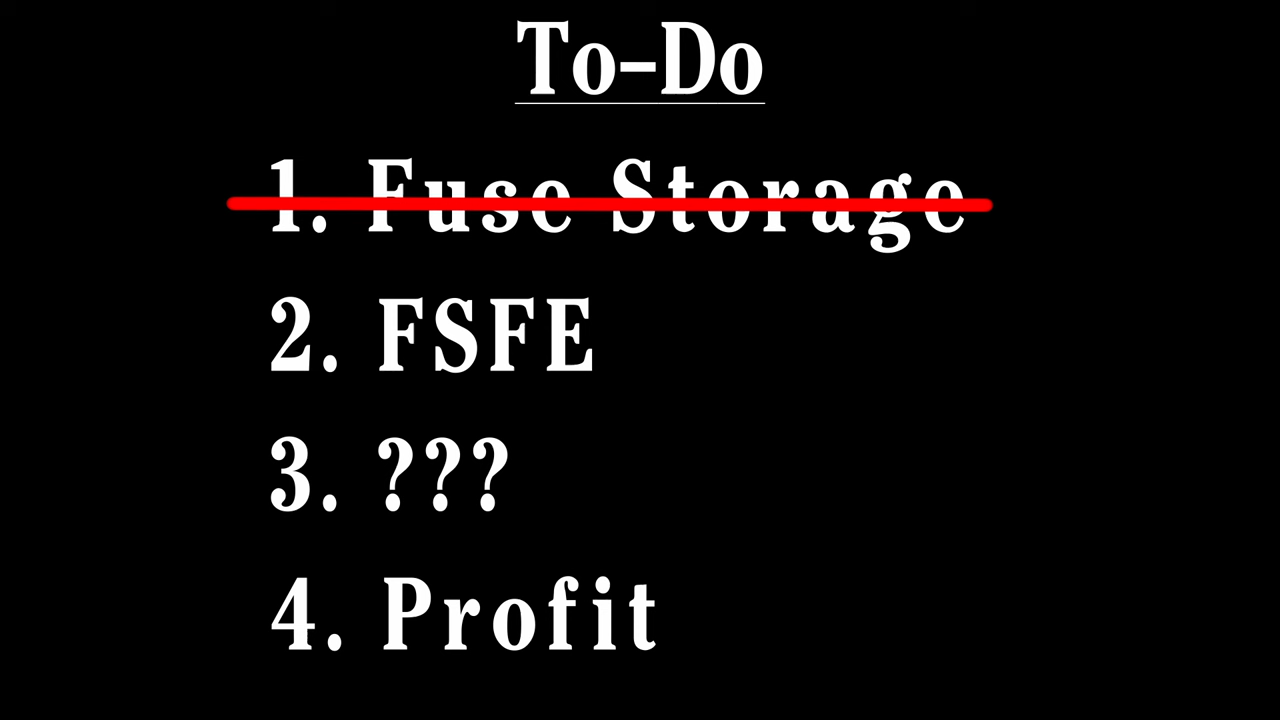 To-Do
1. Fuse Storage
2. FSFE
3. ???
4. Profit